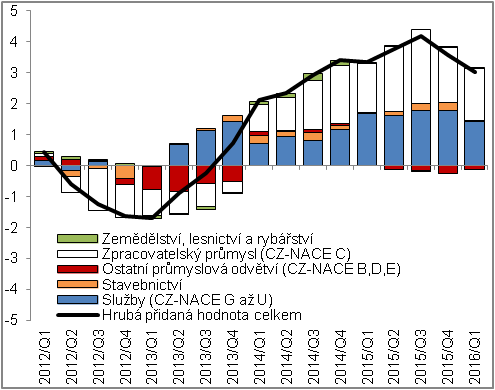 5
4
3
2
1
0
-1
-2
-3
-4
-5
Zemědělství, lesnictví a rybářství
Zpracovatelský průmysl (CZ-NACE C)
Ostatní průmyslová odvětví (CZ-NACE B,D,E)
Stavebnictví
Služby (CZ-NACE G až U)
Hrubá přidaná hodnota celkem
2012/Q1
2012/Q2
2012/Q3
2012/Q4
2013/Q1
2013/Q2
2013/Q3
2013/Q4
2014/Q1
2014/Q2
2014/Q3
2014/Q4
2015/Q1
2015/Q2
2015/Q3
2015/Q4
2016/Q1